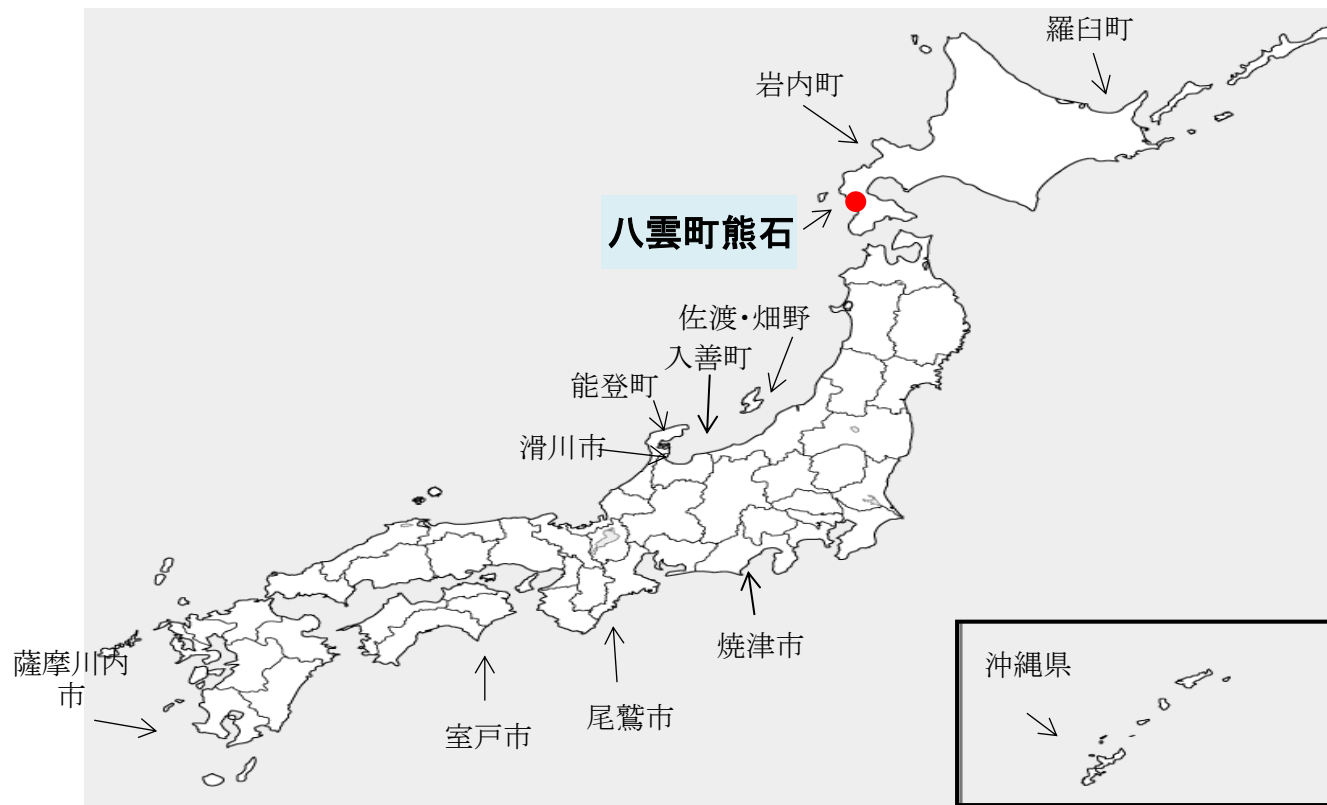 羅臼町
岩内町
八雲町熊石
佐渡・畑野
入善町
能登町
滑川市
焼津市
薩摩川内
市
尾鷲市
室戸市
沖縄県